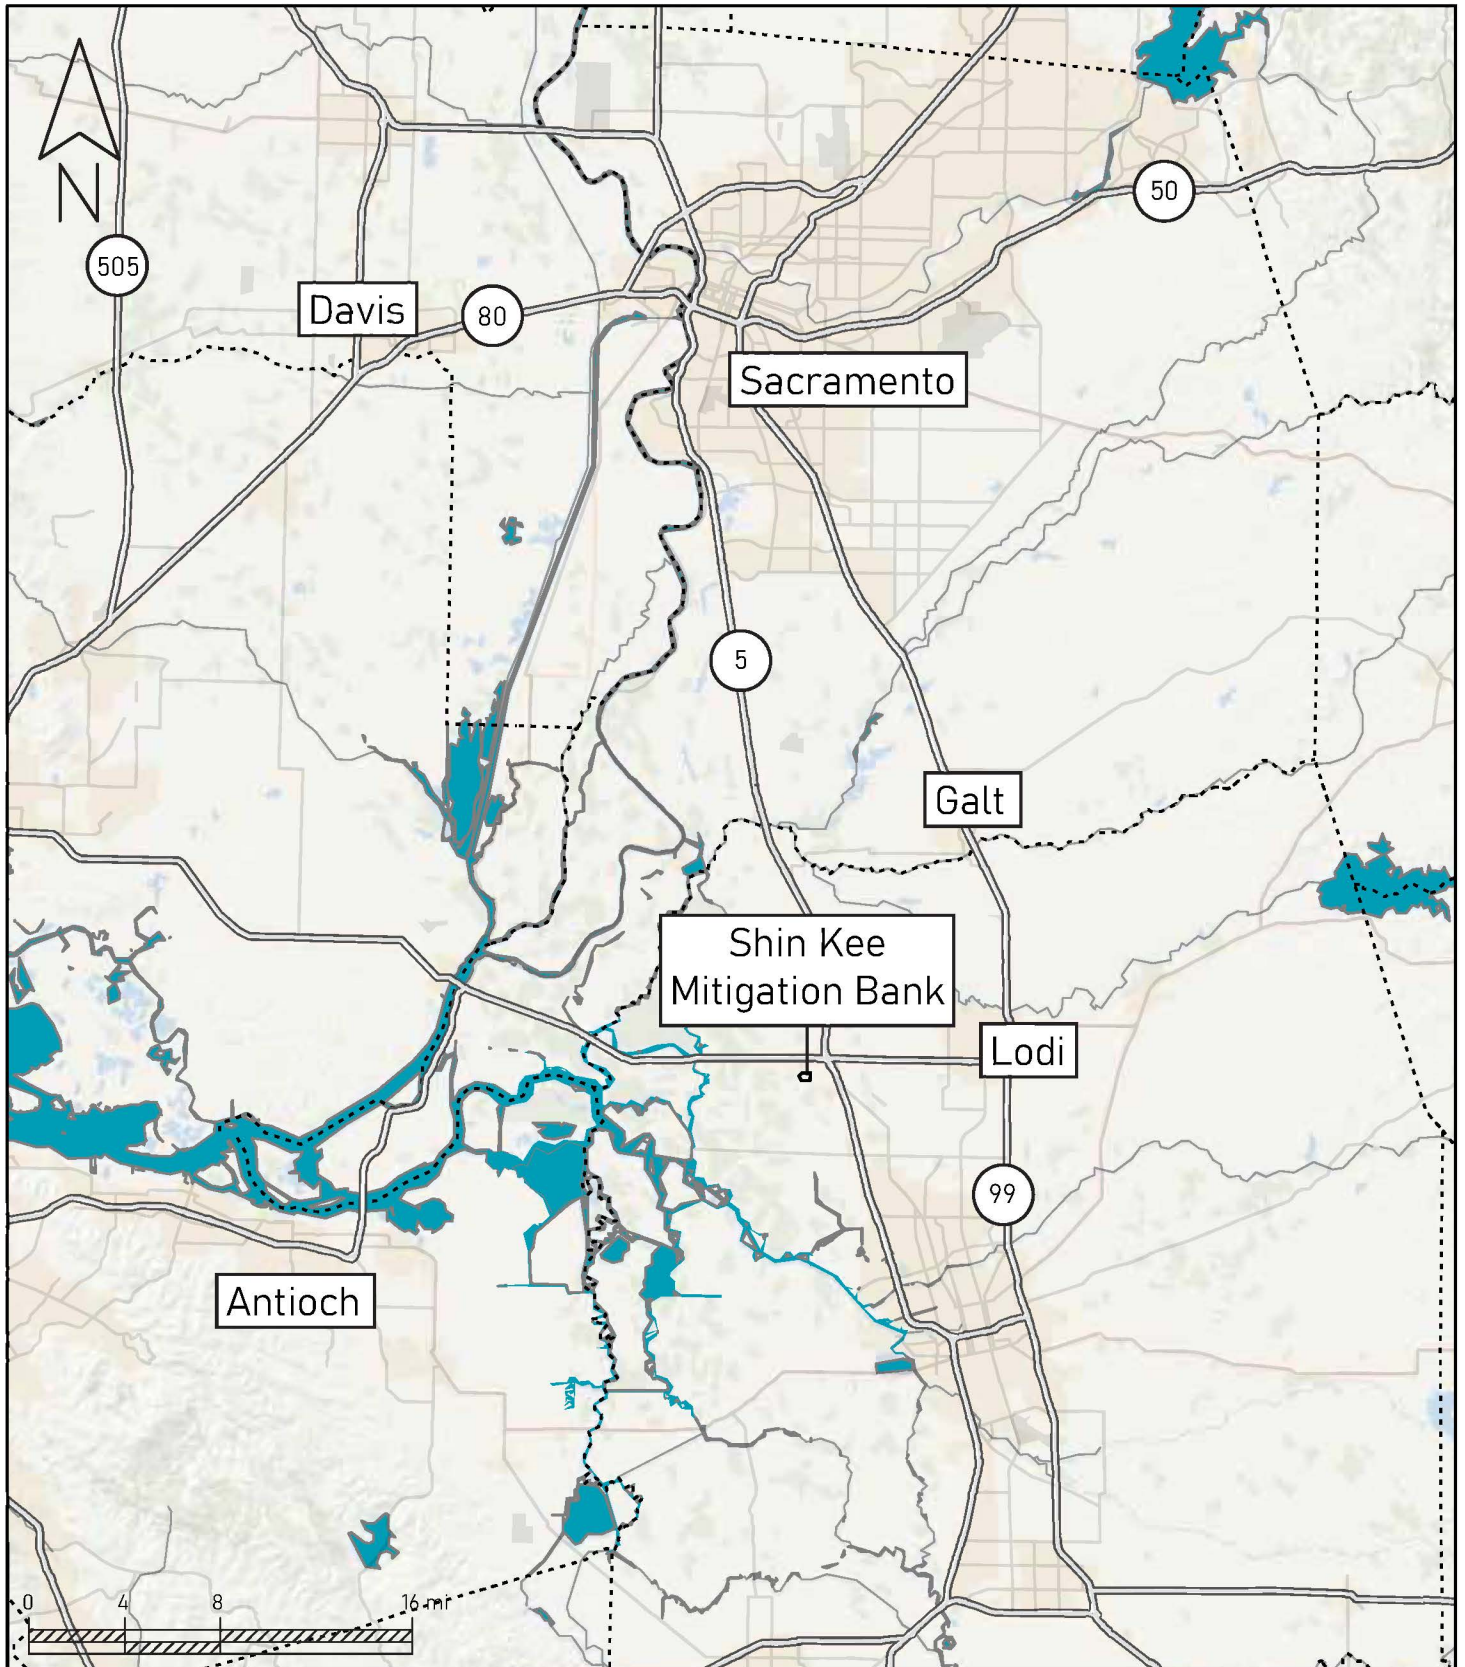 N
505
50
Davis
80
Sacramento
5
Galt
Shin Kee
Mitigation Bank
Lodi
99
Antioch
0 4 8 16 mi